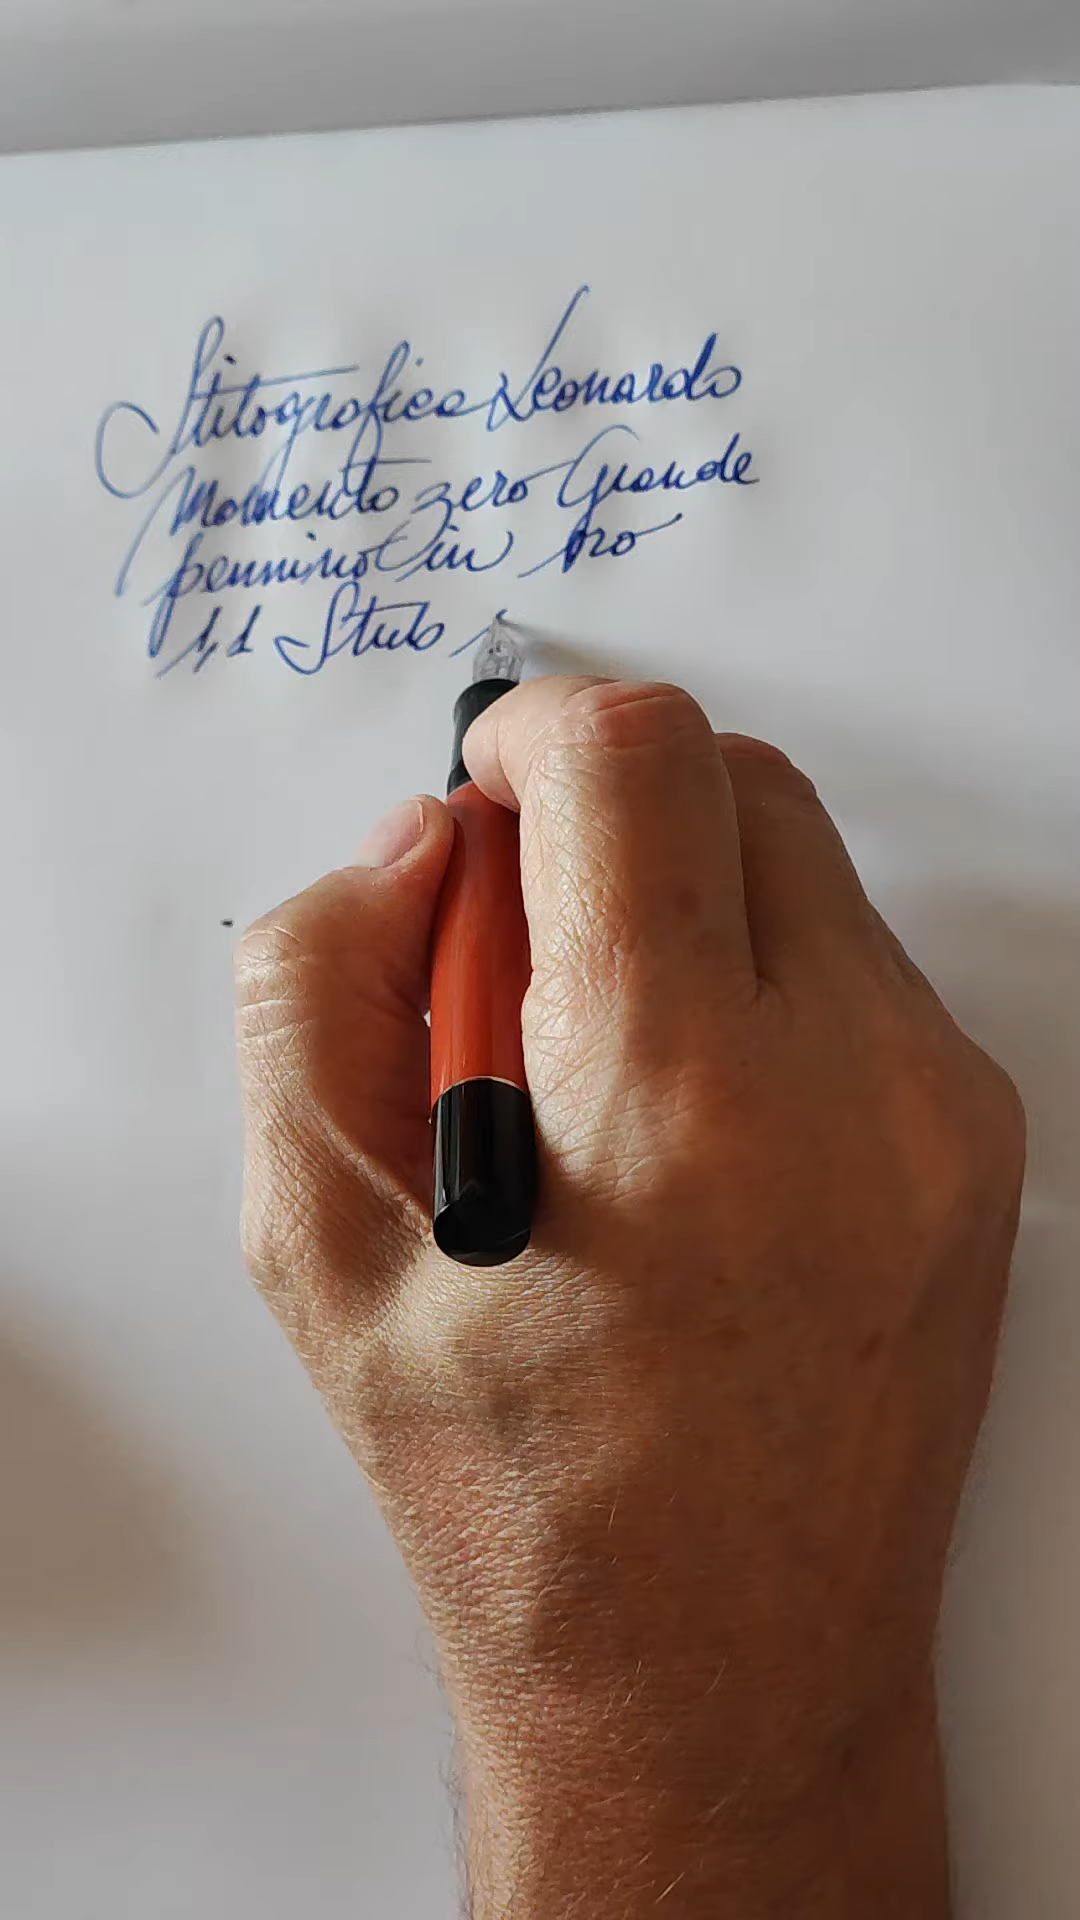 Stilografica Leonardo
Momento zero Grande
pennino in oro
1,1 Stub